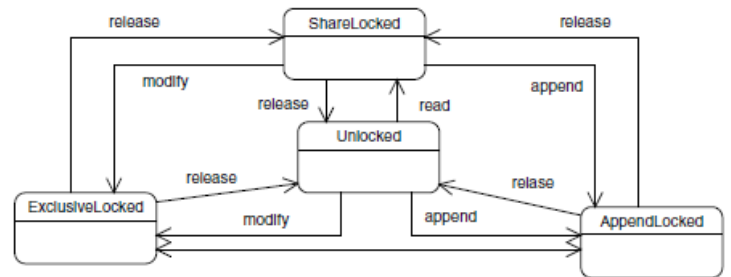 release
ShareLocked
release
modify
append
release
read
Unlocked
release
relase
ExclusiveLocked
modify
append
AppendLocked